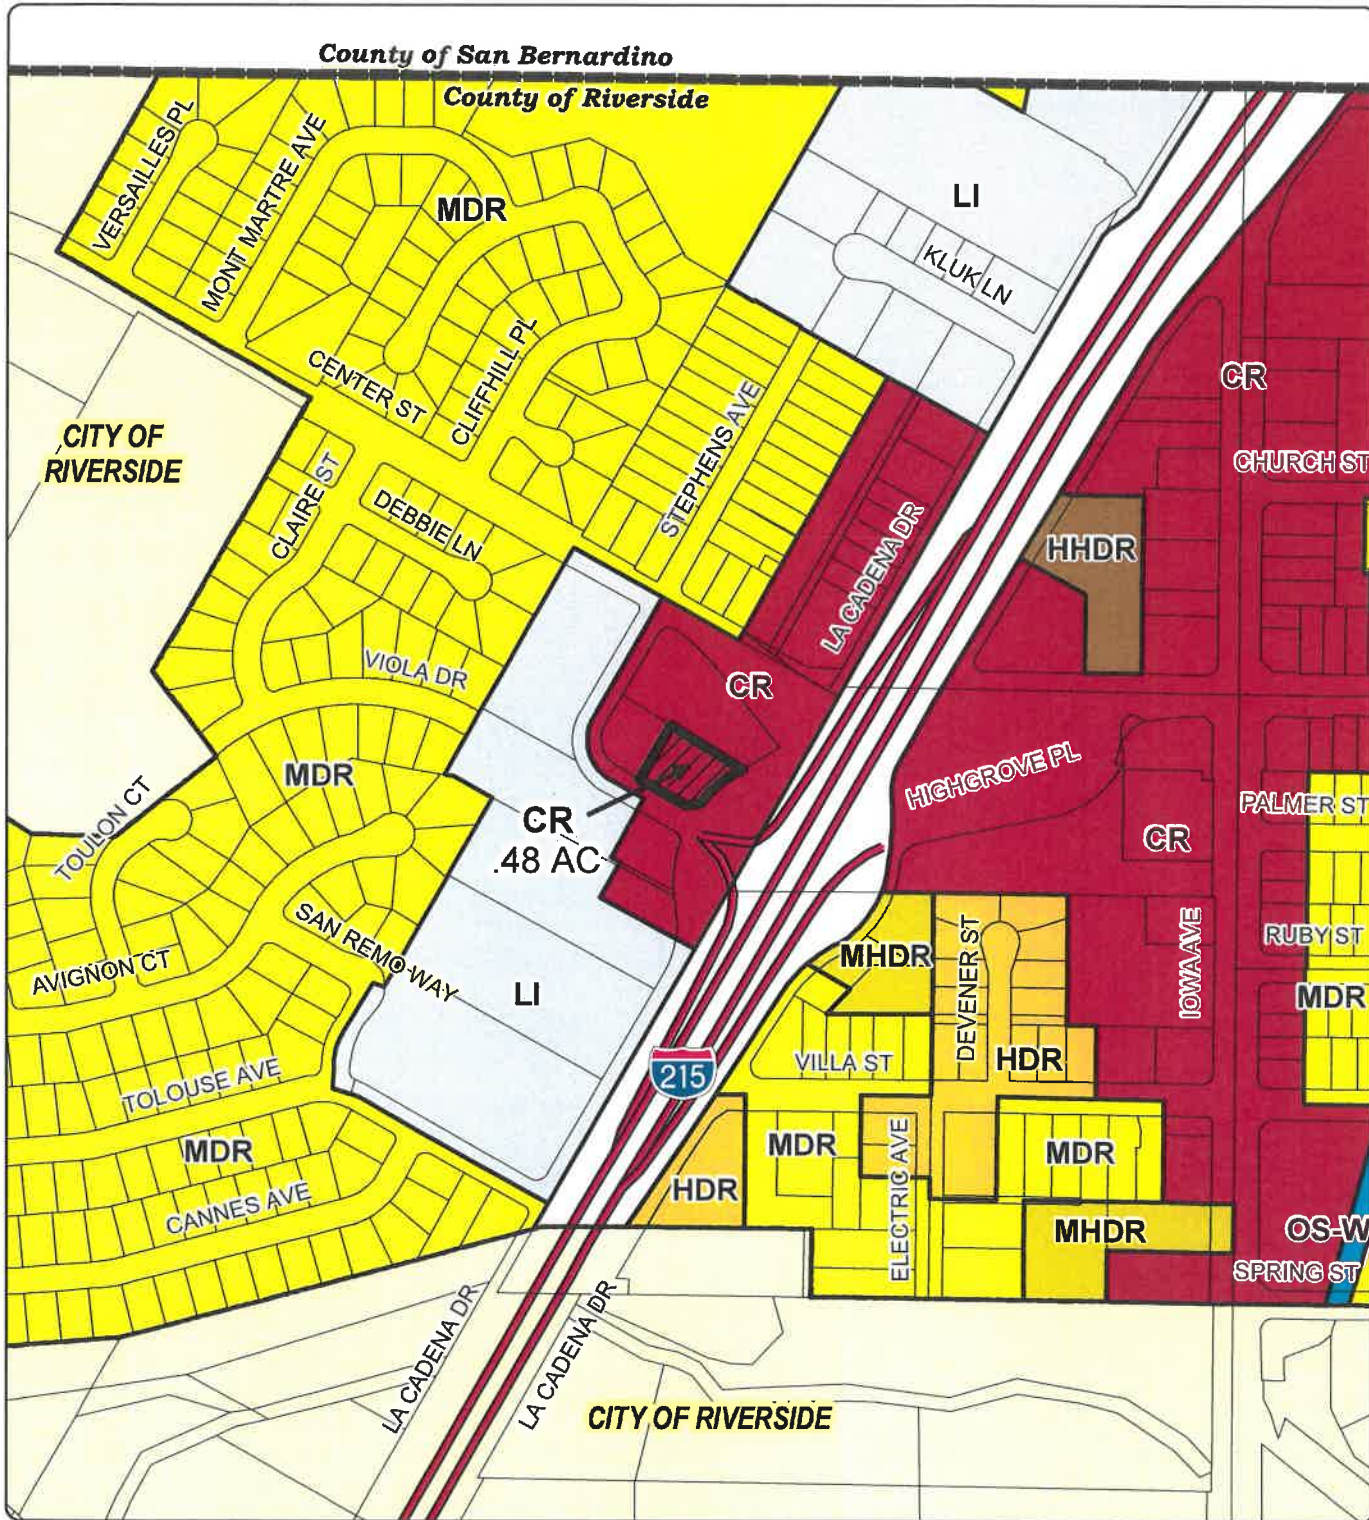 County of San Bernardino
County of Riverside
VERSAILLES PL
MONT MARTRE AVE
MDR
LI
KLUK LN
CENTER ST
CLIFFHILL PL
STEPHENS AVE
CR
CITY OF
RIVERSIDE
CLAIRE ST
DEBBIE LN
CHURCH ST
LA CADENA DR
HHDR
VIOLA DR
CR
MDR
HIGHGROVE PL
TOULON CT
CR
.48 AC
PALMER ST
CR
SAN REMO WAY
AVIGNON CT
LI
MHDR
DEVENER ST
IOWA AVE
RUBY ST
MDR
HDR
VILLA ST
215
TOLOUSE AVE
MDR
CANNES AVE
HDR
MDR
ELECTRIC AVE
MDR
MHDR
OS-W
SPRING ST
LA CADENA DR
LA CADENA DR
CITY OF RIVERSIDE